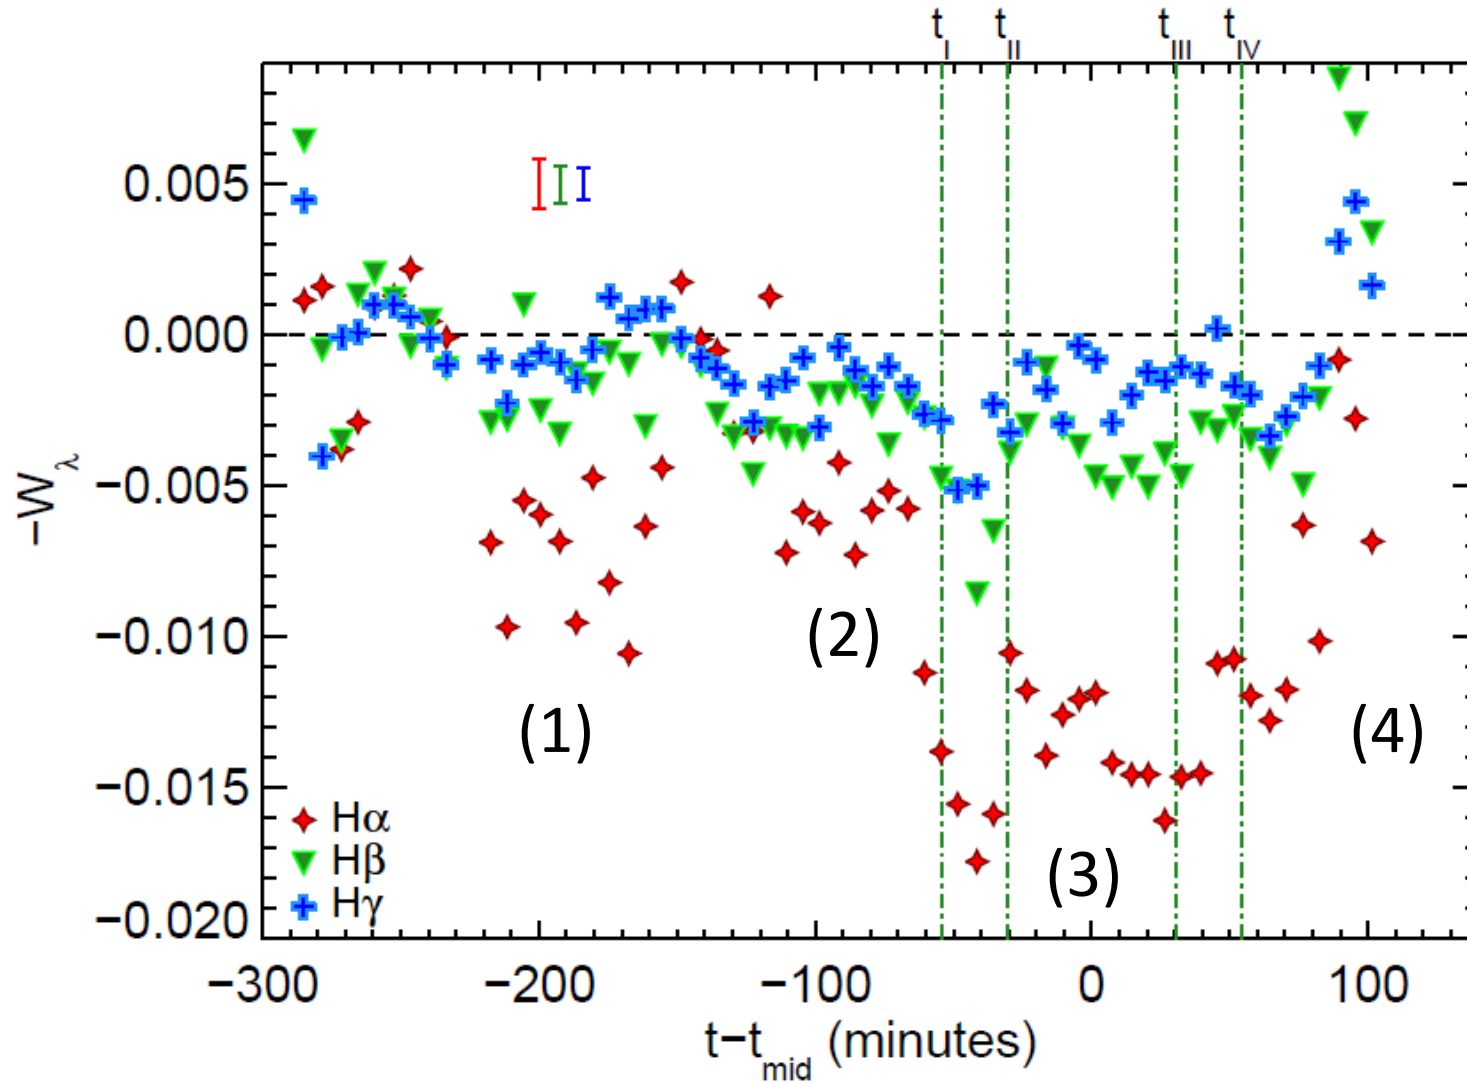 t_I t_II t_III t_IV
0.005
0.000
−0.005
−0.010
−0.015
−0.020
−W_λ
(1)
(2)
(3)
(4)
Hα
Hβ
Hγ
−300 −200 −100 0 100
t−t_mid (minutes)